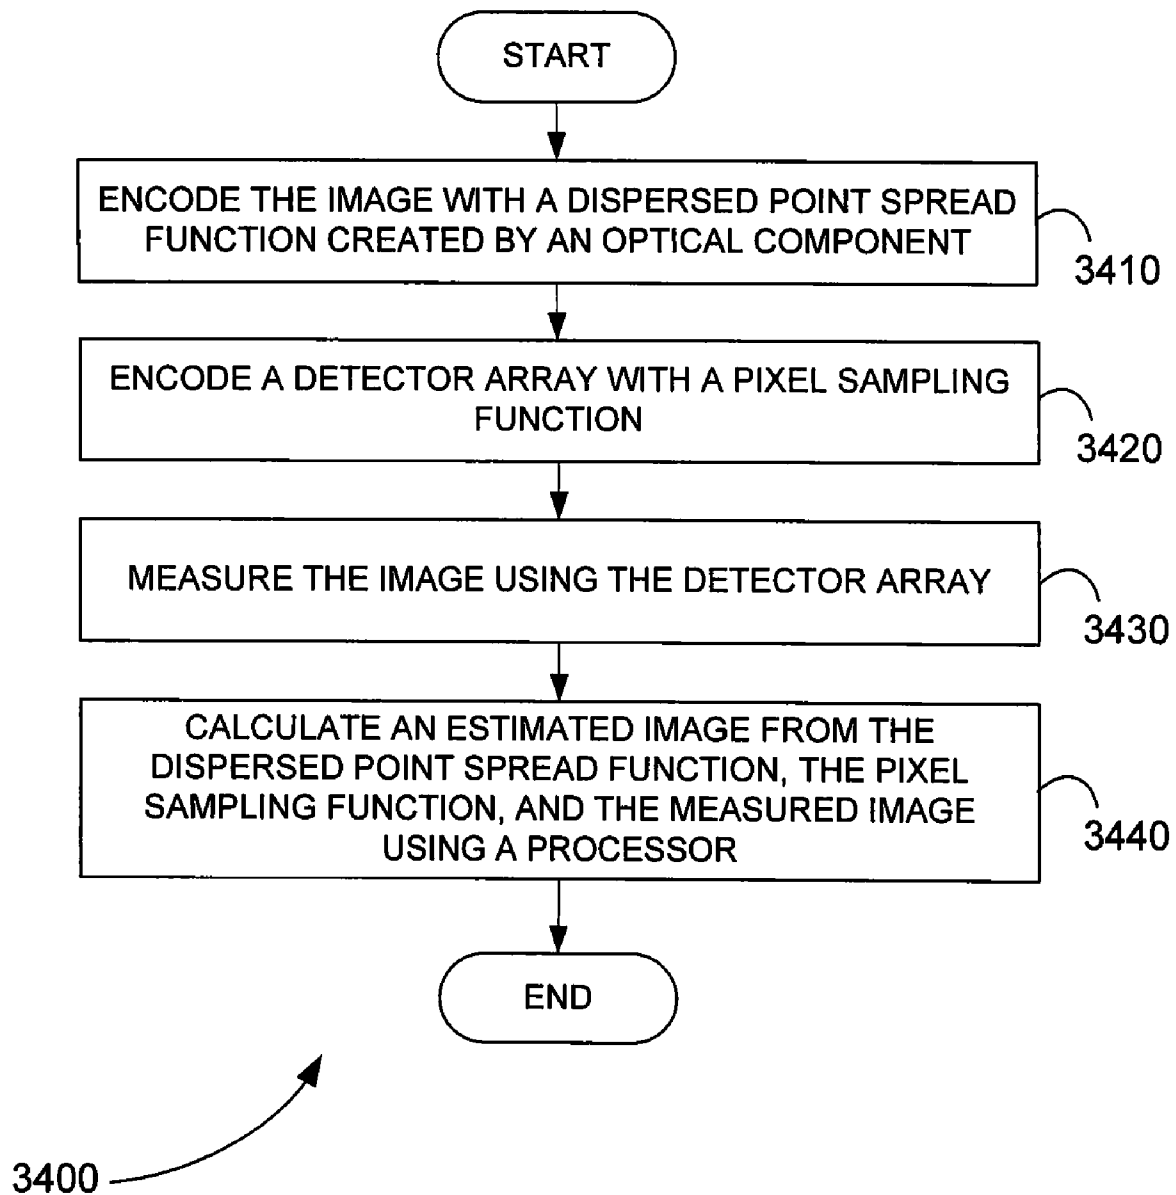 START
ENCODE THE IMAGE WITH A DISPERSED POINT SPREAD
FUNCTION CREATED BY AN OPTICAL COMPONENT
3410
ENCODE A DETECTOR ARRAY WITH A PIXEL SAMPLING
FUNCTION
3420
MEASURE THE IMAGE USING THE DETECTOR ARRAY
3430
CALCULATE AN ESTIMATED IMAGE FROM THE
DISPERSED POINT SPREAD FUNCTION, THE PIXEL
SAMPLING FUNCTION, AND THE MEASURED IMAGE
USING A PROCESSOR
3440
END
3400